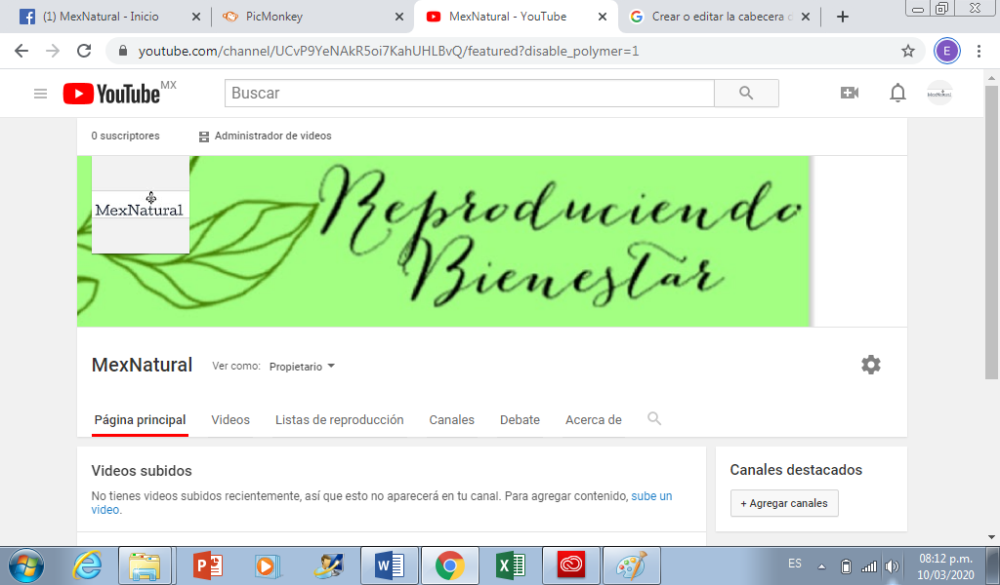 (1) MexNatural - Inicio
PicMonkey
MexNatural - YouTube
Crear o editar la cabecera
youtube.com/channel/UCvP9YeNAkR5oi7KahUHLBvQ/featured?disable_polymer=1
E
YouTube MX
Buscar
MexNatural
0 suscriptores
Administrador de videos
MexNatural
Reproduciendo
Bienestar
MexNatural
Ver como: Propietario
Página principal
Videos
Listas de reproducción
Canales
Debate
Acerca de
Videos subidos
No tienes videos subidos recientemente, así que esto no aparecerá en tu canal. Para agregar contenido, sube un
video.
Canales destacados
+ Agregar canales
ES
08:12 p.m.
10/03/2020